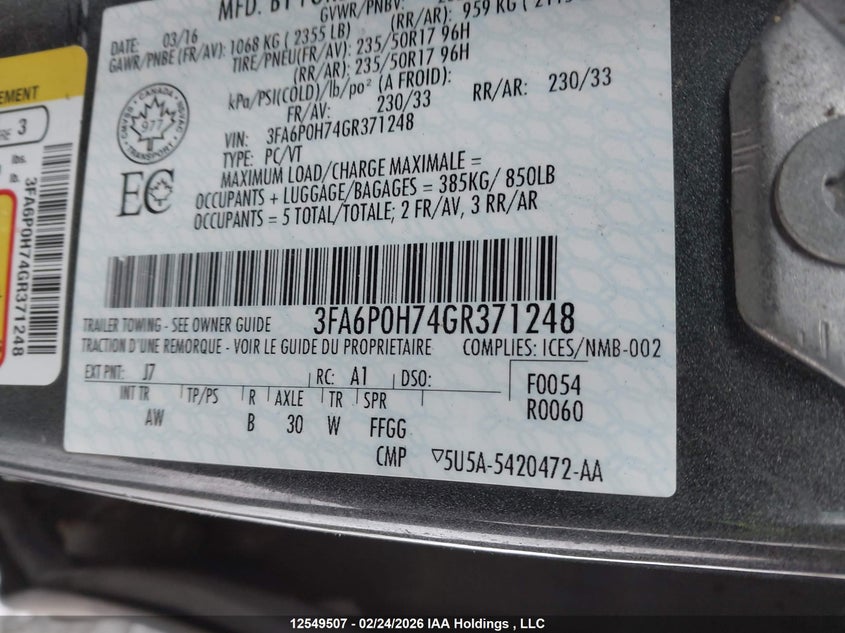 MFD. BY FORD
GVWR/PNBV:
DATE: 03/16
(RR/AR) 959 KG
GAWR/PNBE (FR/AV): 1068 KG ( 2355 LB)
TIRE/PNEU(FR/AV): 235/50R17 96H
(RR/AR): 235/50R17 96H
kPa/PSI(COLD)/lb/po² (A FROID):
FR/AV: 230/33 RR/AR: 230/33
VIN: 3FA6P0H74GR371248
TYPE: PC/VT
MAXIMUM LOAD/CHARGE MAXIMALE =
OCCUPANTS + LUGGAGE/BAGAGES = 385KG/ 850LB
OCCUPANTS = 5 TOTAL/TOTALE; 2 FR/AV, 3 RR/AR
CANADA
977
TRANSPORT
EC
3FA6P0H74GR371248
TRAILER TOWING - SEE OWNER GUIDE
TRACTION D'UNE REMORQUE - VOIR LE GUIDE DU PROPRIETAIRE COMPLIES: ICES/NMB-002
EXT PNT: J7 RC: A1 DSO: F0054
INT TR TP/PS R AXLE TR SPR R0060
AW B 30 W FFGG
CMP ▽5U5A-5420472-AA
EMENT
RE 3
lbs.
lb.
3FA6P0H74GR371248
12549507 - 02/24/2026 IAA Holdings , LLC